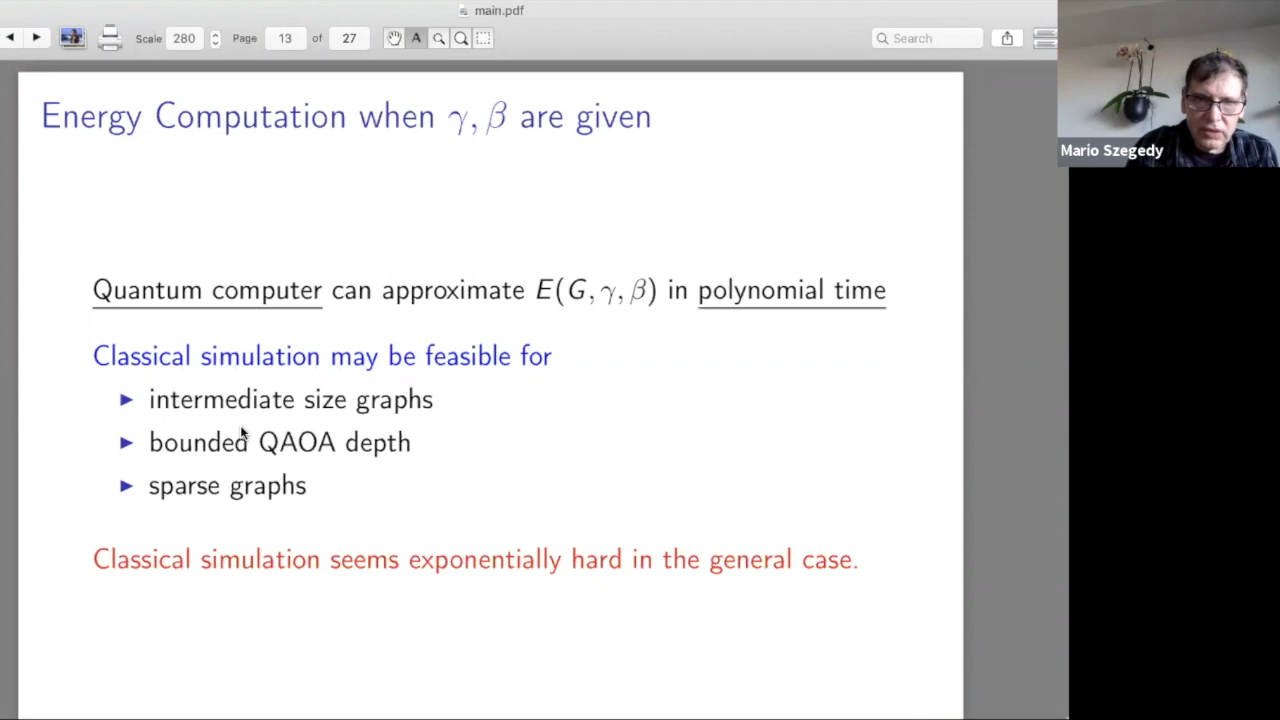 main.pdf
Scale 280 Page 13 of 27 A Search
Energy Computation when γ, β are given
Mario Szegedy
Quantum computer can approximate E(G, γ, β) in polynomial time
Classical simulation may be feasible for
▶ intermediate size graphs
▶ bounded QAOA depth
▶ sparse graphs
Classical simulation seems exponentially hard in the general case.